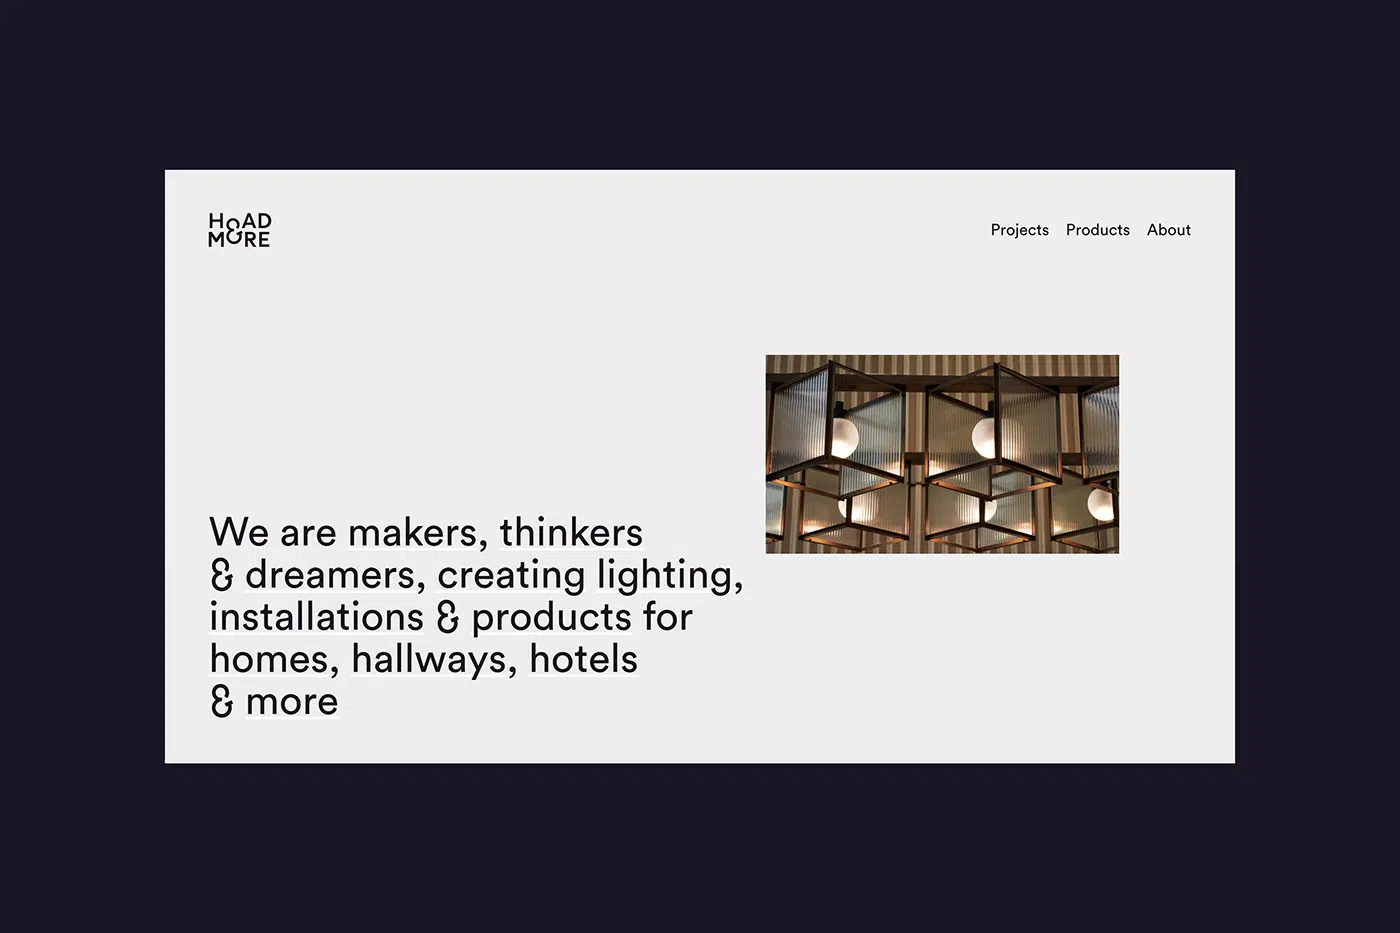 HOAD
&
MORE
Projects Products About
We are makers, thinkers
& dreamers, creating lighting,
installations & products for
homes, hallways, hotels
& more